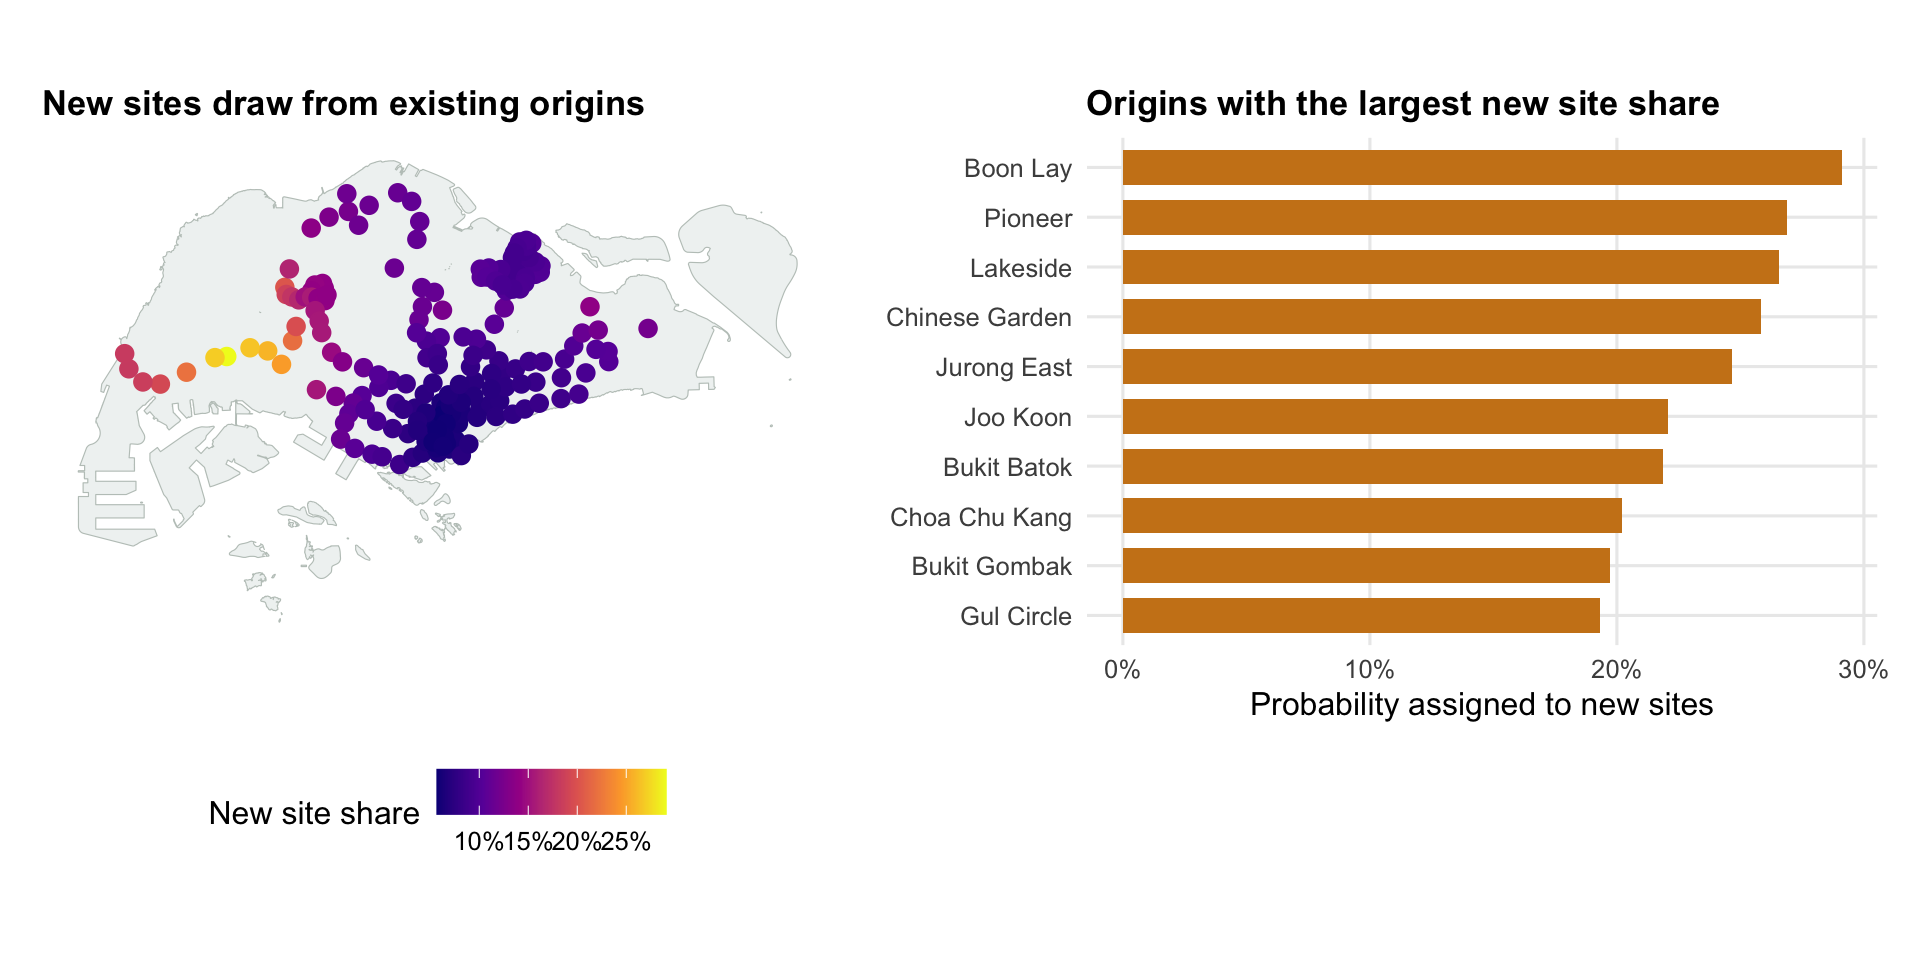 New sites draw from existing origins
New site share
10% 15% 20% 25%
Origins with the largest new site share
Boon Lay
Pioneer
Lakeside
Chinese Garden
Jurong East
Joo Koon
Bukit Batok
Choa Chu Kang
Bukit Gombak
Gul Circle
0% 10% 20% 30%
Probability assigned to new sites